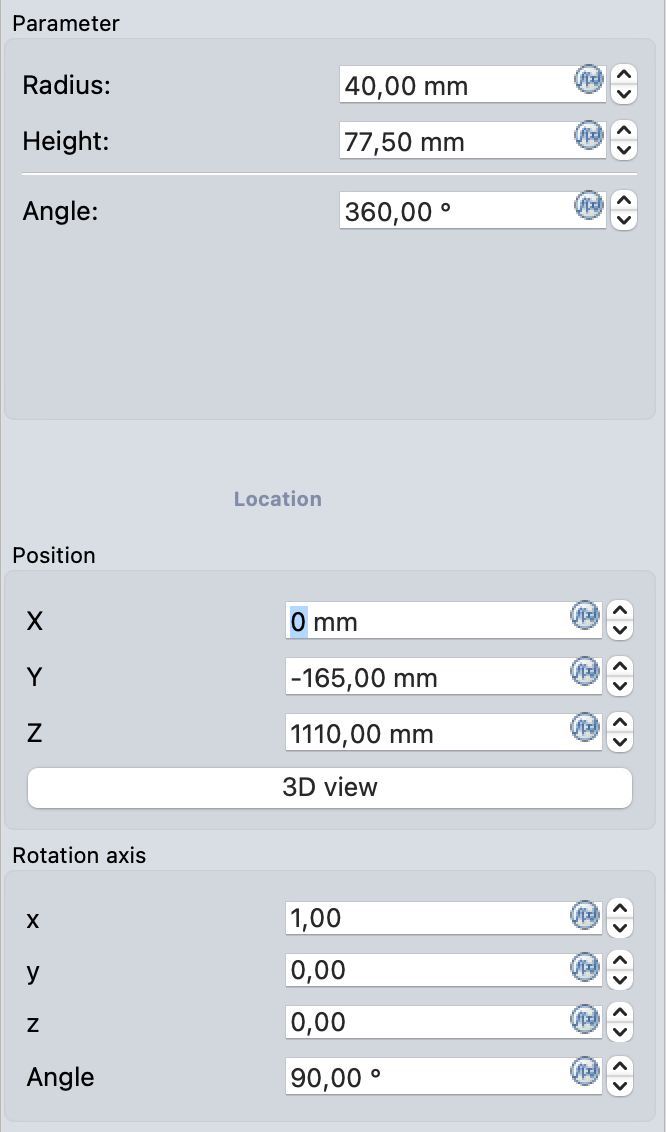 Parameter
Radius: 40,00 mm
Height: 77,50 mm
Angle: 360,00 °
Location
Position
X 0 mm
Y -165,00 mm
Z 1110,00 mm
3D view
Rotation axis
x 1,00
y 0,00
z 0,00
Angle 90,00 °